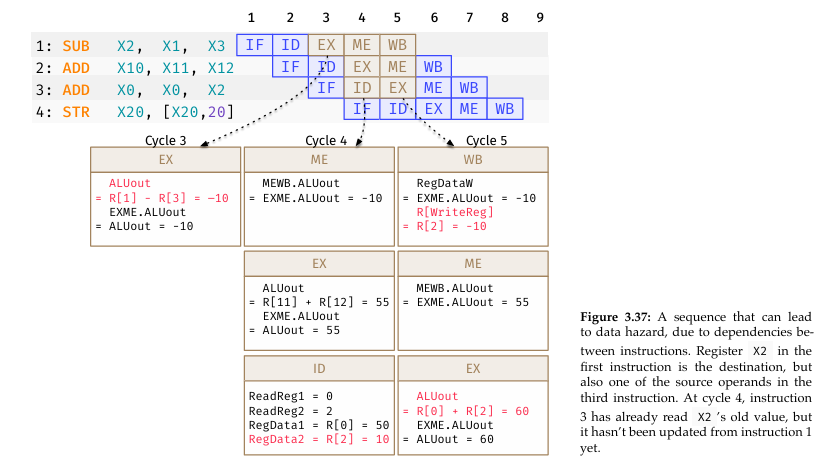 1 2 3 4 5 6 7 8 9
1: SUB X2, X1, X3 IF ID EX ME WB
2: ADD X10, X11, X12 IF ID EX ME WB
3: ADD X0, X0, X2 IF ID EX ME WB
4: STR X20, [X20,20] IF ID EX ME WB
Cycle 3 Cycle 4 Cycle 5
EX ME WB
ALUout MEWB.ALUout RegDataW
= R[1] - R[3] = –10 = EXME.ALUout = -10 = EXME.ALUout = -10
EXME.ALUout R[WriteReg]
= ALUout = -10 = R[2] = -10
EX ME
ALUout MEWB.ALUout
= R[11] + R[12] = 55 = EXME.ALUout = 55
EXME.ALUout
= ALUout = 55
ID EX
ReadReg1 = 0 ALUout
ReadReg2 = 2 = R[0] + R[2] = 60
RegData1 = R[0] = 50 EXME.ALUout
RegData2 = R[2] = 10 = ALUout = 60
Figure 3.37: A sequence that can lead
to data hazard, due to dependencies be-
tween instructions. Register X2 in the
first instruction is the destination, but
also one of the source operands in the
third instruction. At cycle 4, instruction
3 has already read X2 's old value, but
it hasn't been updated from instruction 1
yet.